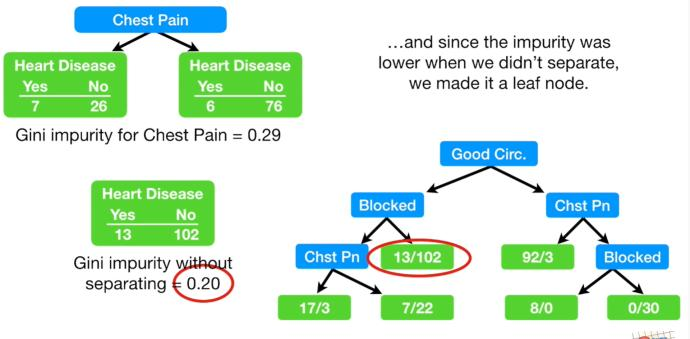 Chest Pain
Heart Disease
Yes No
7 26
Heart Disease
Yes No
6 76
Gini impurity for Chest Pain = 0.29
…and since the impurity was
lower when we didn’t separate,
we made it a leaf node.
Heart Disease
Yes No
13 102
Gini impurity without
separating = 0.20
Good Circ.
Blocked
Chst Pn
Chst Pn
13/102
92/3
Blocked
17/3
7/22
8/0
0/30